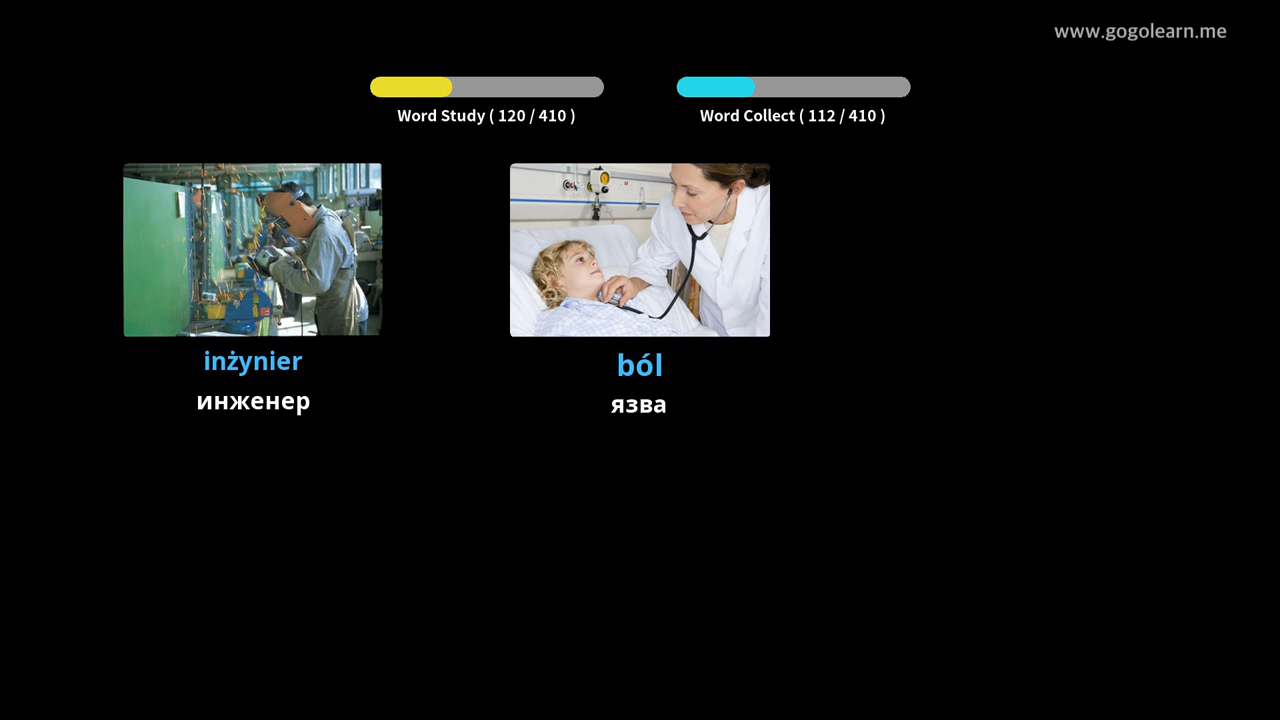 www.gogolearn.me
Word Study ( 120 / 410 )
Word Collect ( 112 / 410 )
inżynier
инженер
ból
язва